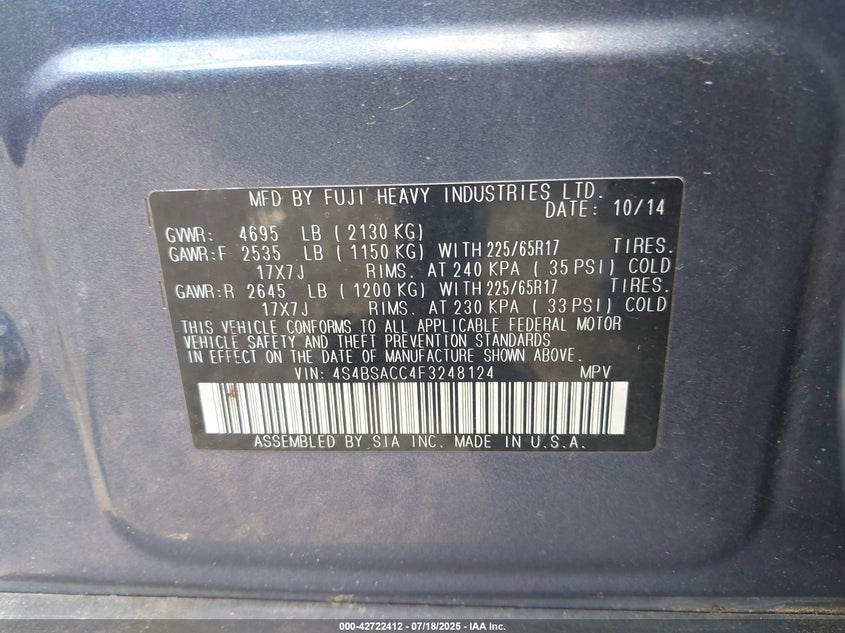 MFD BY FUJI HEAVY INDUSTRIES LTD.
DATE: 10/14
GVWR: 4695 LB ( 2130 KG)
GAWR:F 2535 LB ( 1150 KG) WITH 225/65R17 TIRES.
17X7J RIMS. AT 240 KPA ( 35 PSI) COLD
GAWR:R 2645 LB ( 1200 KG) WITH 225/65R17 TIRES.
17X7J RIMS. AT 230 KPA ( 33 PSI) COLD
THIS VEHICLE CONFORMS TO ALL APPLICABLE FEDERAL MOTOR
VEHICLE SAFETY AND THEFT PREVENTION STANDARDS
IN EFFECT ON THE DATE OF MANUFACTURE SHOWN ABOVE.
VIN: 4S4BSACC4F3248124 MPV
ASSEMBLED BY SIA INC. MADE IN U.S.A.
000-42722412 - 07/18/2025 - IAA Inc.